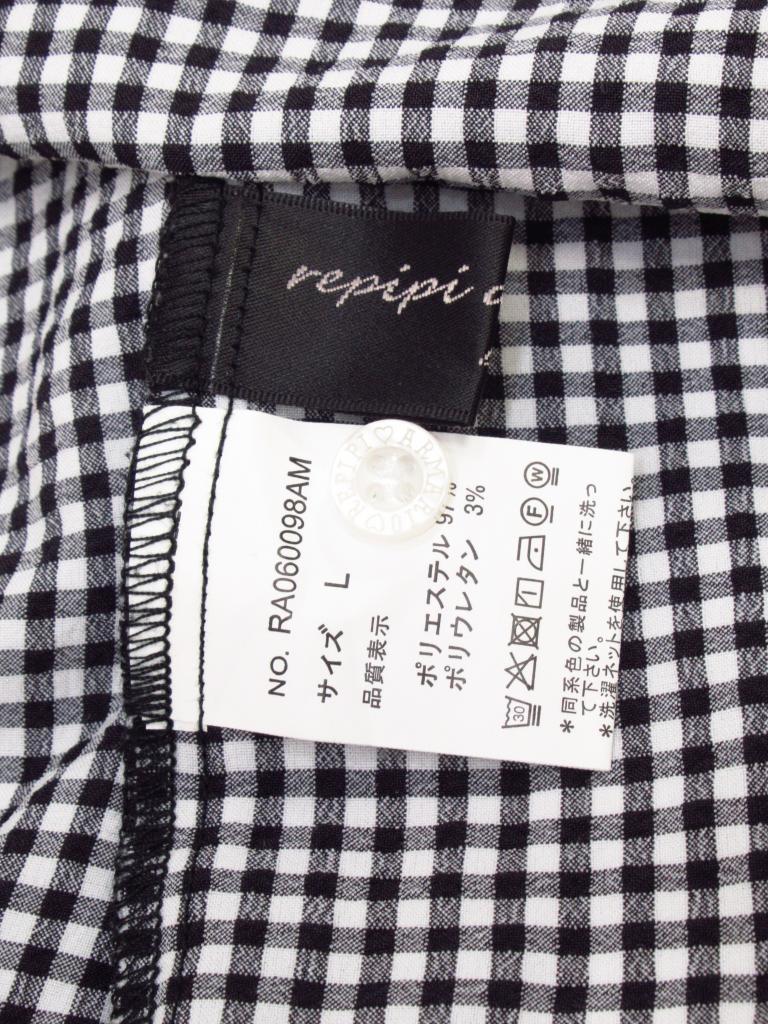 repipi
REPIPI♡ARMARIO♡
NO. RA060098AM
サイズ L
品質表示
ポリエステル 97%
ポリウレタン 3%
30 F W
*同系色の製品と一緒に洗っ
て下さい。
*洗濯ネットを使用して下さい